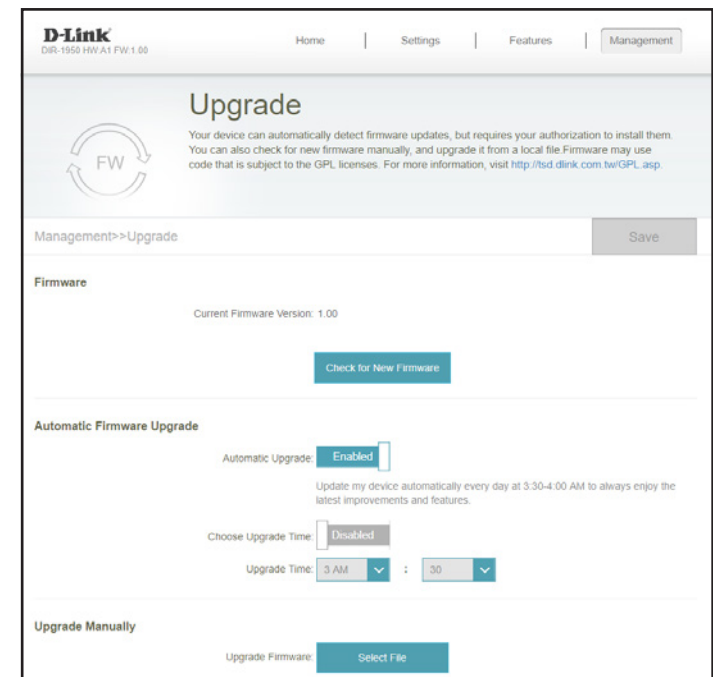 D-Link
DIR-1950 HW:A1 FW:1.00
Home | Settings | Features | Management
Upgrade
Your device can automatically detect firmware updates, but requires your authorization to install them.
You can also check for new firmware manually, and upgrade it from a local file.Firmware may use
code that is subject to the GPL licenses. For more information, visit http://tsd.dlink.com.tw/GPL.asp.
FW
Management>>Upgrade
Save
Firmware
Current Firmware Version: 1.00
Check for New Firmware
Automatic Firmware Upgrade
Automatic Upgrade: Enabled
Update my device automatically every day at 3:30-4:00 AM to always enjoy the
latest improvements and features.
Choose Upgrade Time: Disabled
Upgrade Time: 3 AM : 30
Upgrade Manually
Upgrade Firmware: Select File